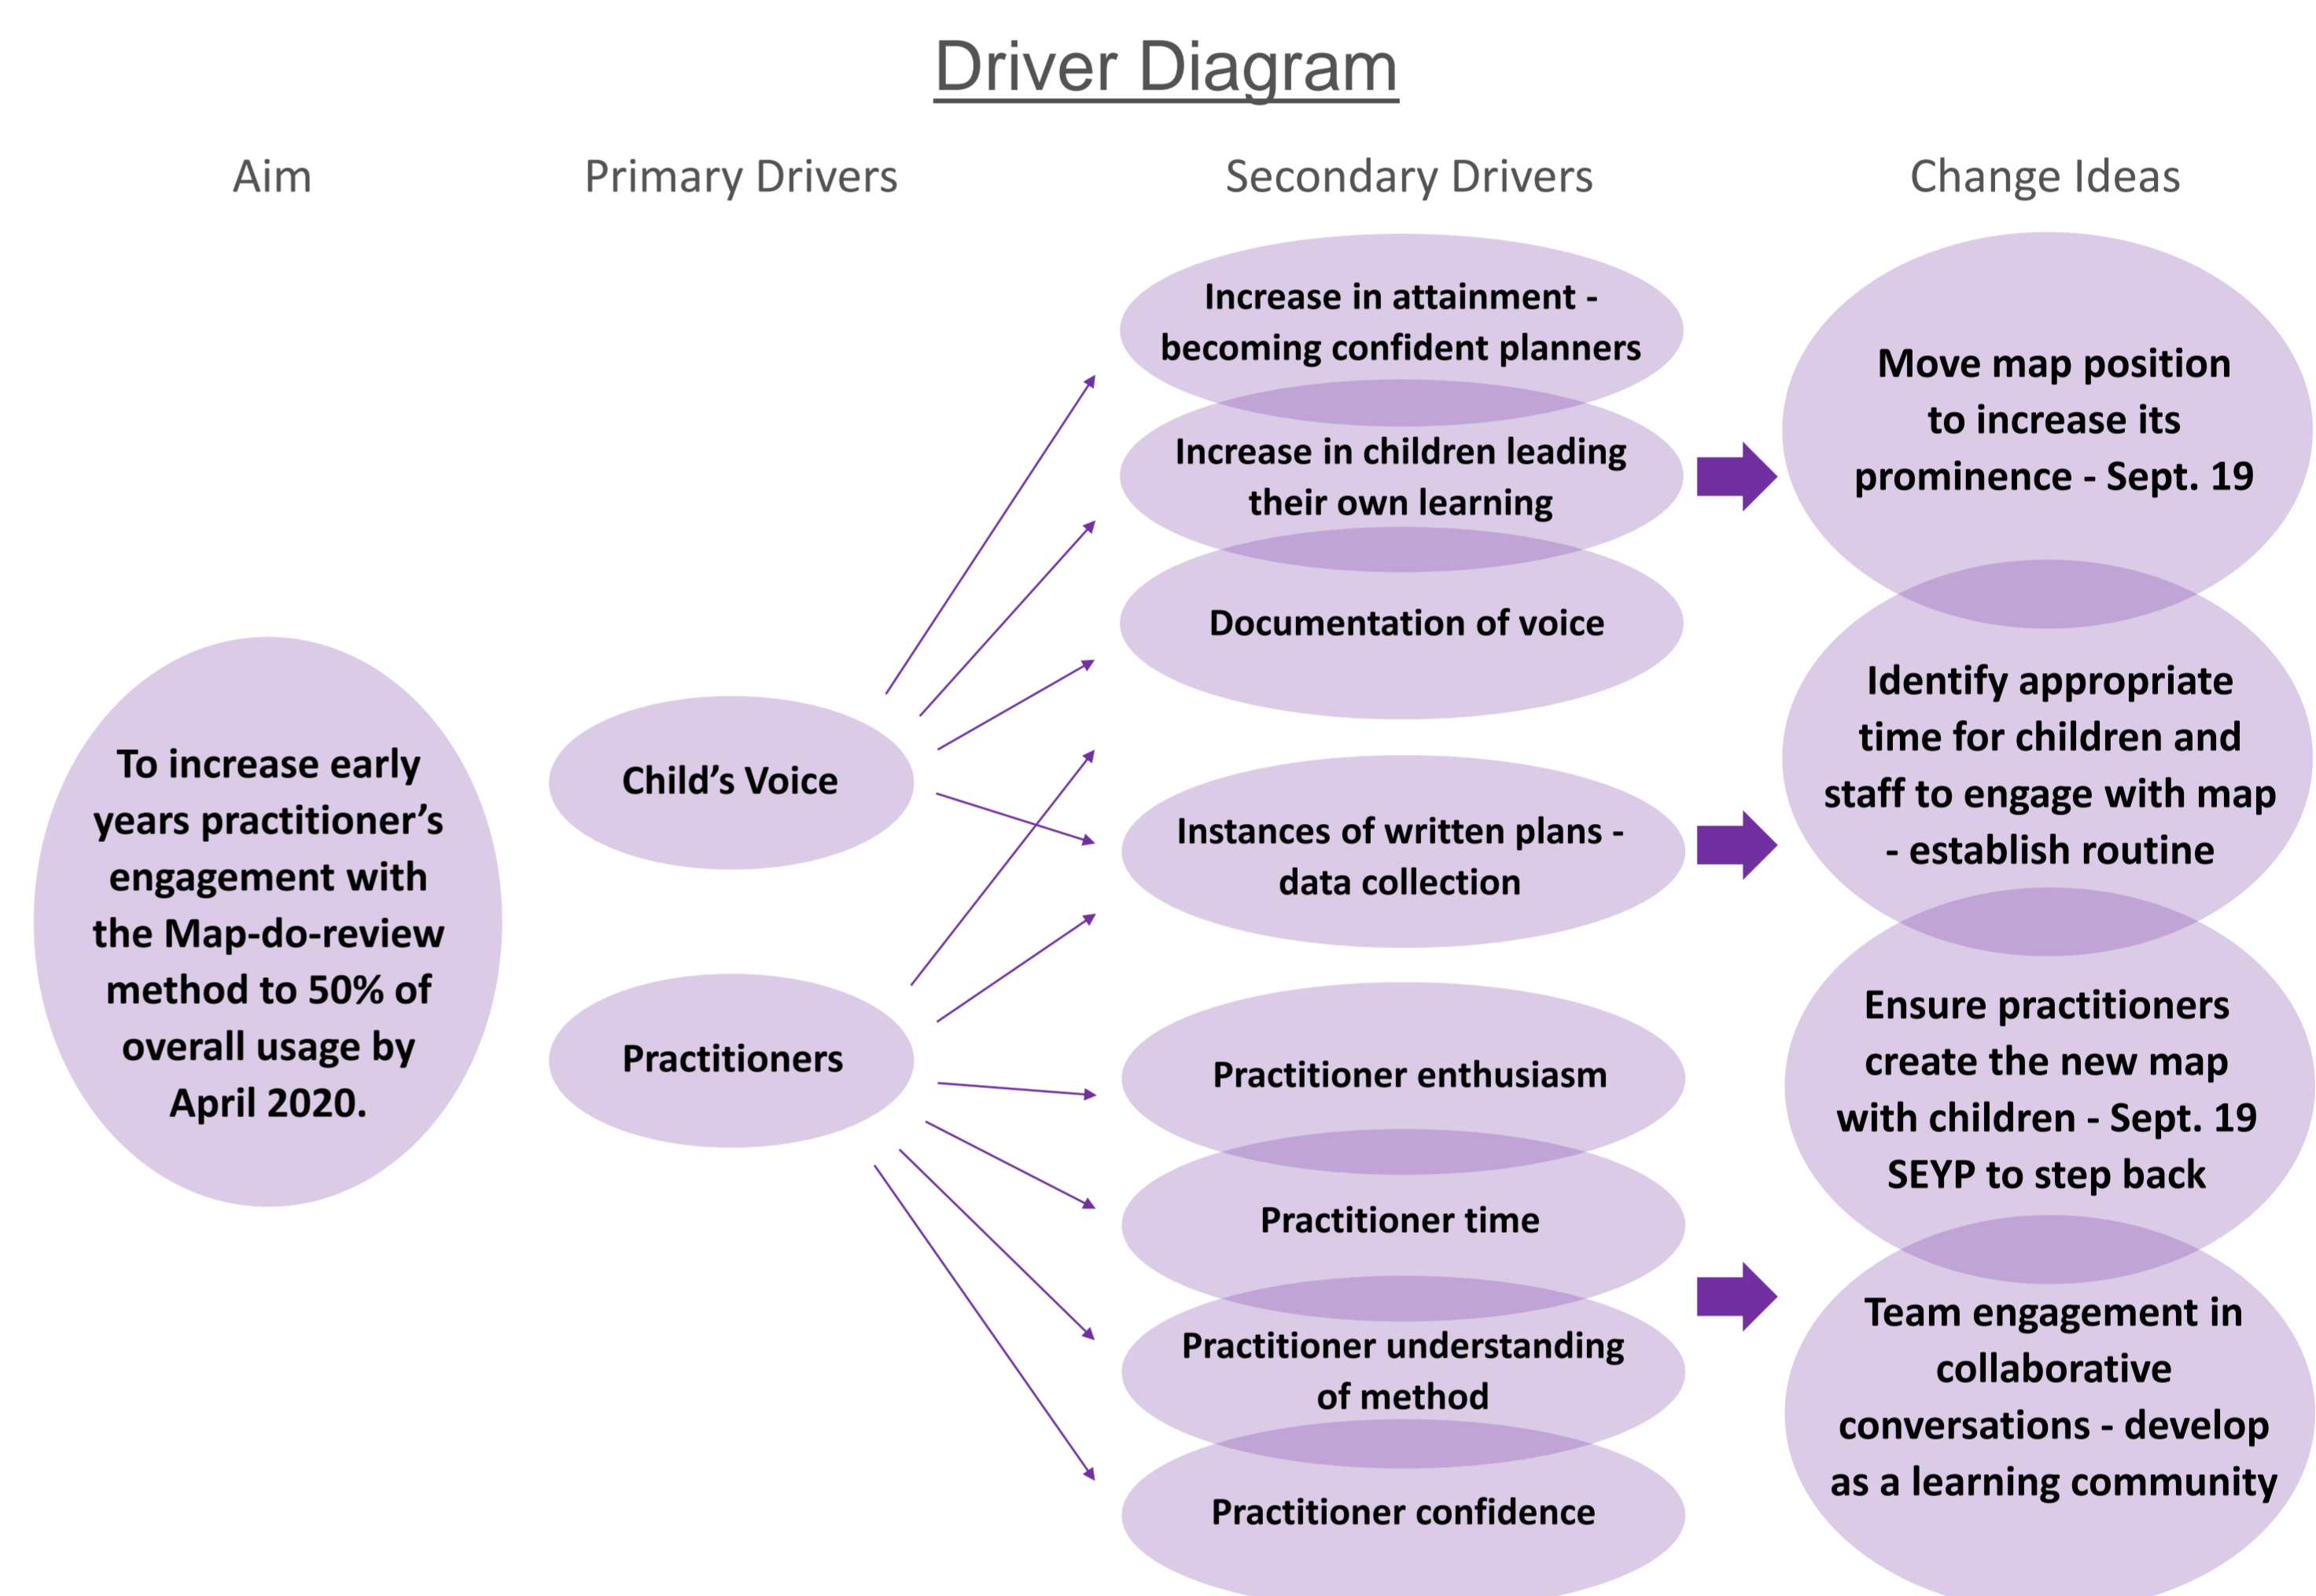 Driver Diagram
Aim
Primary Drivers
Secondary Drivers
Change Ideas
To increase early
years practitioner’s
engagement with
the Map-do-review
method to 50% of
overall usage by
April 2020.
Child’s Voice
Practitioners
Increase in attainment -
becoming confident planners
Increase in children leading
their own learning
Documentation of voice
Instances of written plans -
data collection
Practitioner enthusiasm
Practitioner time
Practitioner understanding
of method
Practitioner confidence
Move map position
to increase its
prominence - Sept. 19
Identify appropriate
time for children and
staff to engage with map
- establish routine
Ensure practitioners
create the new map
with children - Sept. 19
SEYP to step back
Team engagement in
collaborative
conversations - develop
as a learning community